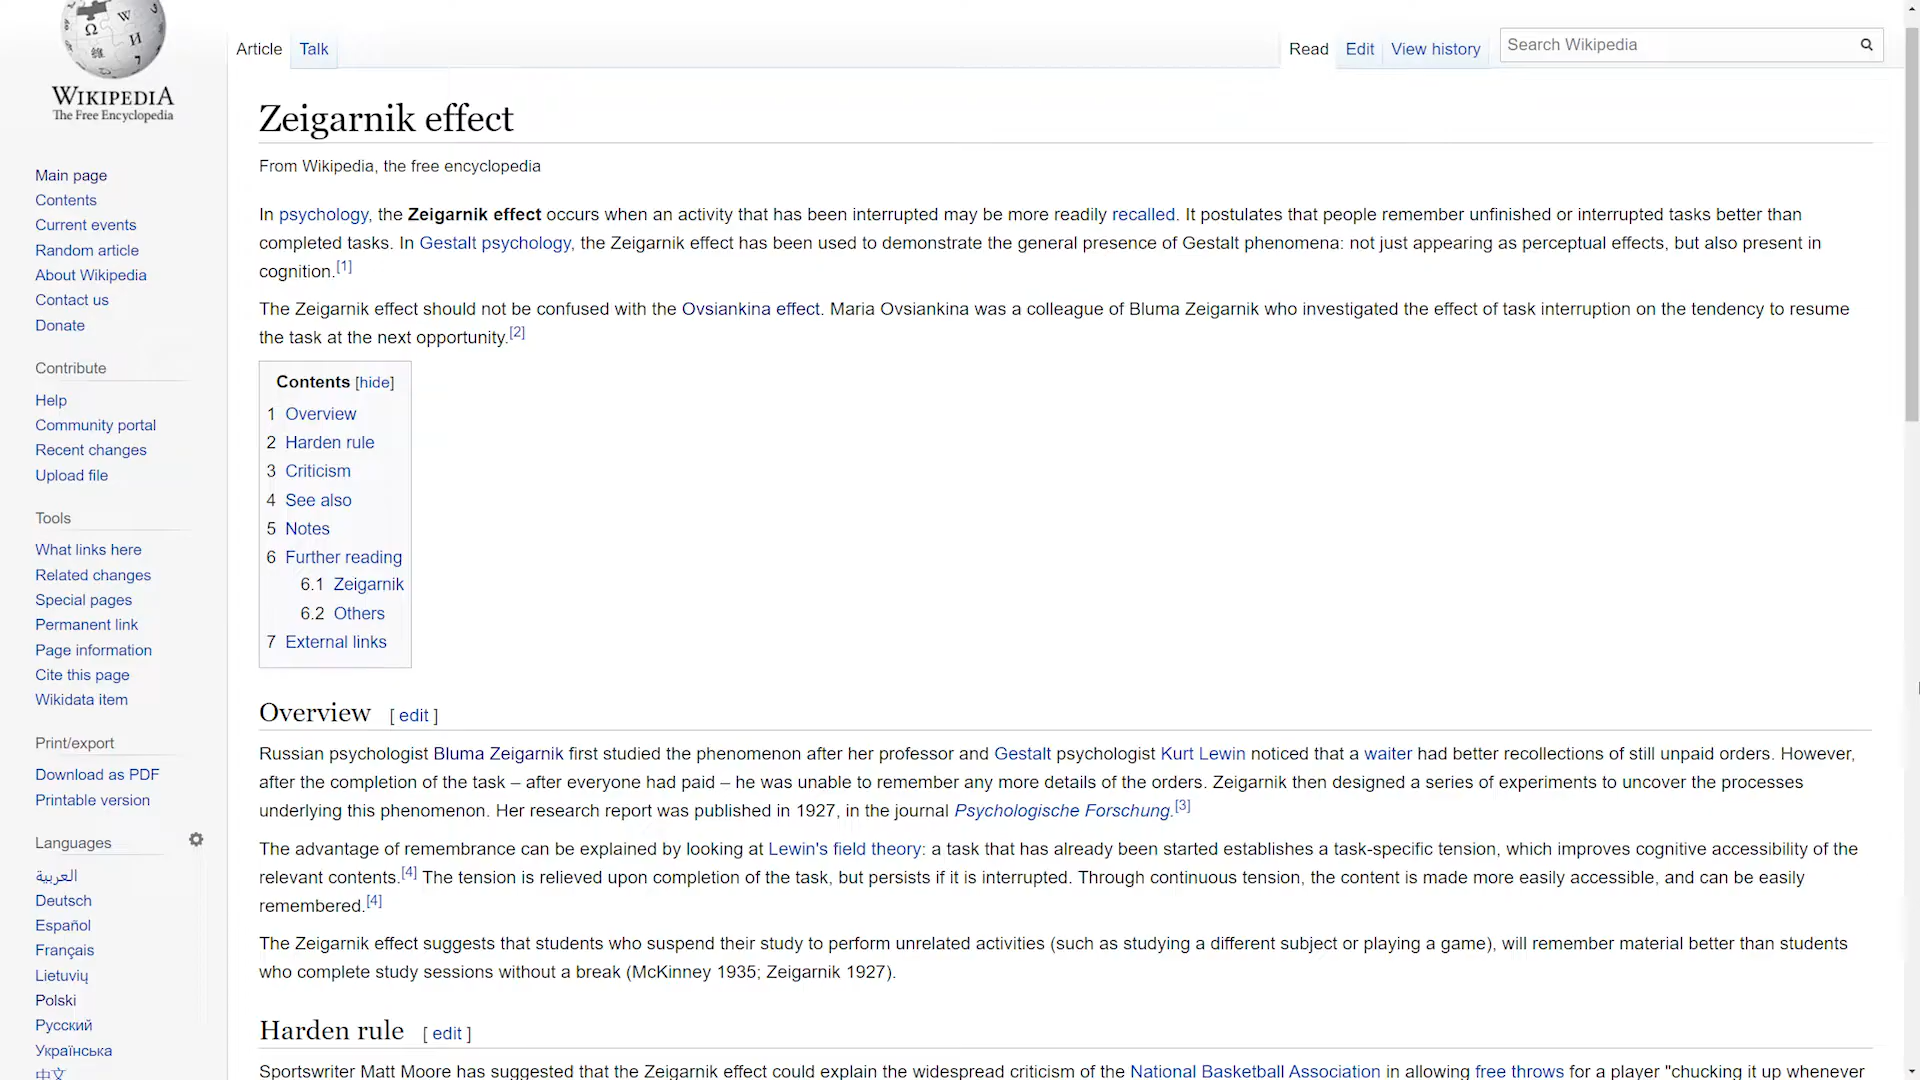 WIKIPEDIA
The Free Encyclopedia
Main page
Contents
Current events
Random article
About Wikipedia
Contact us
Donate
Contribute
Help
Community portal
Recent changes
Upload file
Tools
What links here
Related changes
Special pages
Permanent link
Page information
Cite this page
Wikidata item
Print/export
Download as PDF
Printable version
Languages
العربية
Deutsch
Español
Français
Lietuvių
Polski
Русский
Українська
中文
Article Talk Read Edit View history Search Wikipedia
Zeigarnik effect
From Wikipedia, the free encyclopedia
In psychology, the Zeigarnik effect occurs when an activity that has been interrupted may be more readily recalled. It postulates that people remember unfinished or interrupted tasks better than
completed tasks. In Gestalt psychology, the Zeigarnik effect has been used to demonstrate the general presence of Gestalt phenomena: not just appearing as perceptual effects, but also present in
cognition.[1]
The Zeigarnik effect should not be confused with the Ovsiankina effect. Maria Ovsiankina was a colleague of Bluma Zeigarnik who investigated the effect of task interruption on the tendency to resume
the task at the next opportunity.[2]
Contents [hide]
1 Overview
2 Harden rule
3 Criticism
4 See also
5 Notes
6 Further reading
6.1 Zeigarnik
6.2 Others
7 External links
Overview [ edit ]
Russian psychologist Bluma Zeigarnik first studied the phenomenon after her professor and Gestalt psychologist Kurt Lewin noticed that a waiter had better recollections of still unpaid orders. However,
after the completion of the task – after everyone had paid – he was unable to remember any more details of the orders. Zeigarnik then designed a series of experiments to uncover the processes
underlying this phenomenon. Her research report was published in 1927, in the journal Psychologische Forschung.[3]
The advantage of remembrance can be explained by looking at Lewin's field theory: a task that has already been started establishes a task-specific tension, which improves cognitive accessibility of the
relevant contents.[4] The tension is relieved upon completion of the task, but persists if it is interrupted. Through continuous tension, the content is made more easily accessible, and can be easily
remembered.[4]
The Zeigarnik effect suggests that students who suspend their study to perform unrelated activities (such as studying a different subject or playing a game), will remember material better than students
who complete study sessions without a break (McKinney 1935; Zeigarnik 1927).
Harden rule [ edit ]
Sportswriter Matt Moore has suggested that the Zeigarnik effect could explain the widespread criticism of the National Basketball Association in allowing free throws for a player "chucking it up whenever